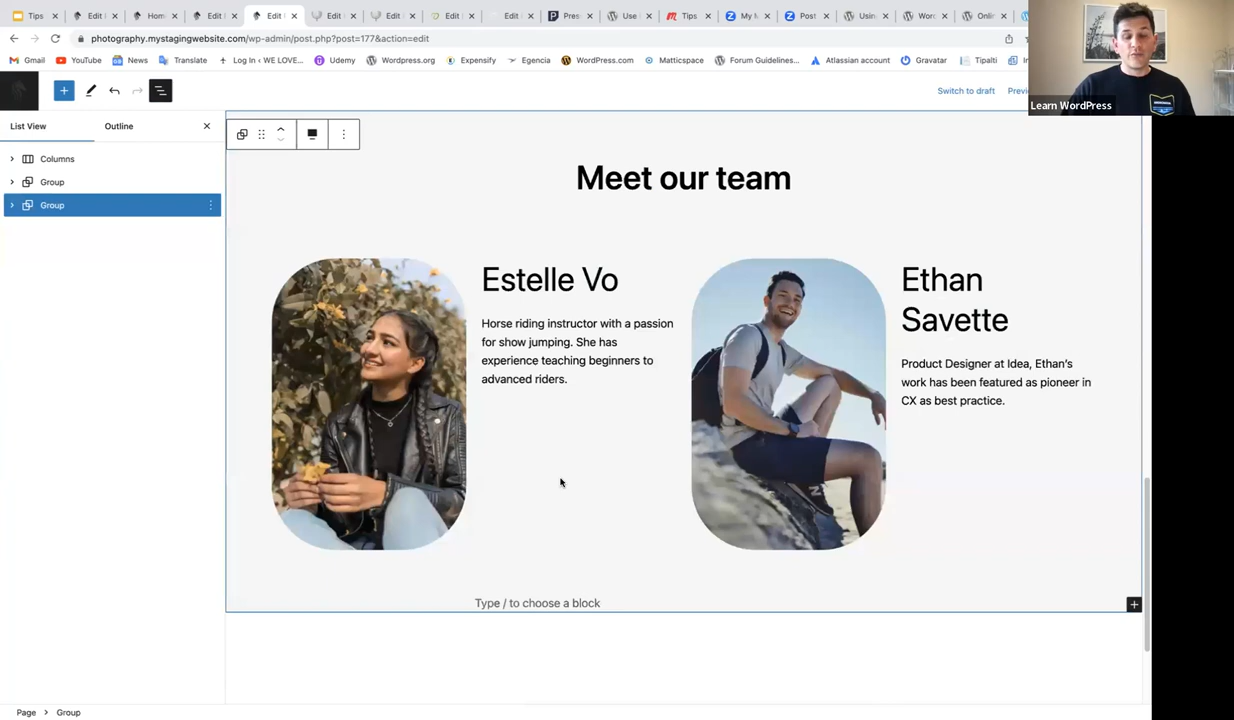 Tips
Edit
Hom
Edit
Edit
Edit
Edit
Edit
Edit
Pres
Use
Tips
My
Post
Usin
Wor
Onlin
photography.mystagingwebsite.com/wp-admin/post.php?post=177&action=edit
Gmail
YouTube
News
Translate
Log In ‹ WE LOVE...
Udemy
Wordpress.org
Expensify
Egencia
WordPress.com
Matticspace
Forum Guidelines...
Atlassian account
Gravatar
Tipalti
In
Learn WordPress
Switch to draft
Previ
List View
Outline
Columns
Group
Group
Meet our team
Estelle Vo
Horse riding instructor with a passion
for show jumping. She has
experience teaching beginners to
advanced riders.
Ethan
Savette
Product Designer at Idea, Ethan's
work has been featured as pioneer in
CX as best practice.
Type / to choose a block
Page
Group